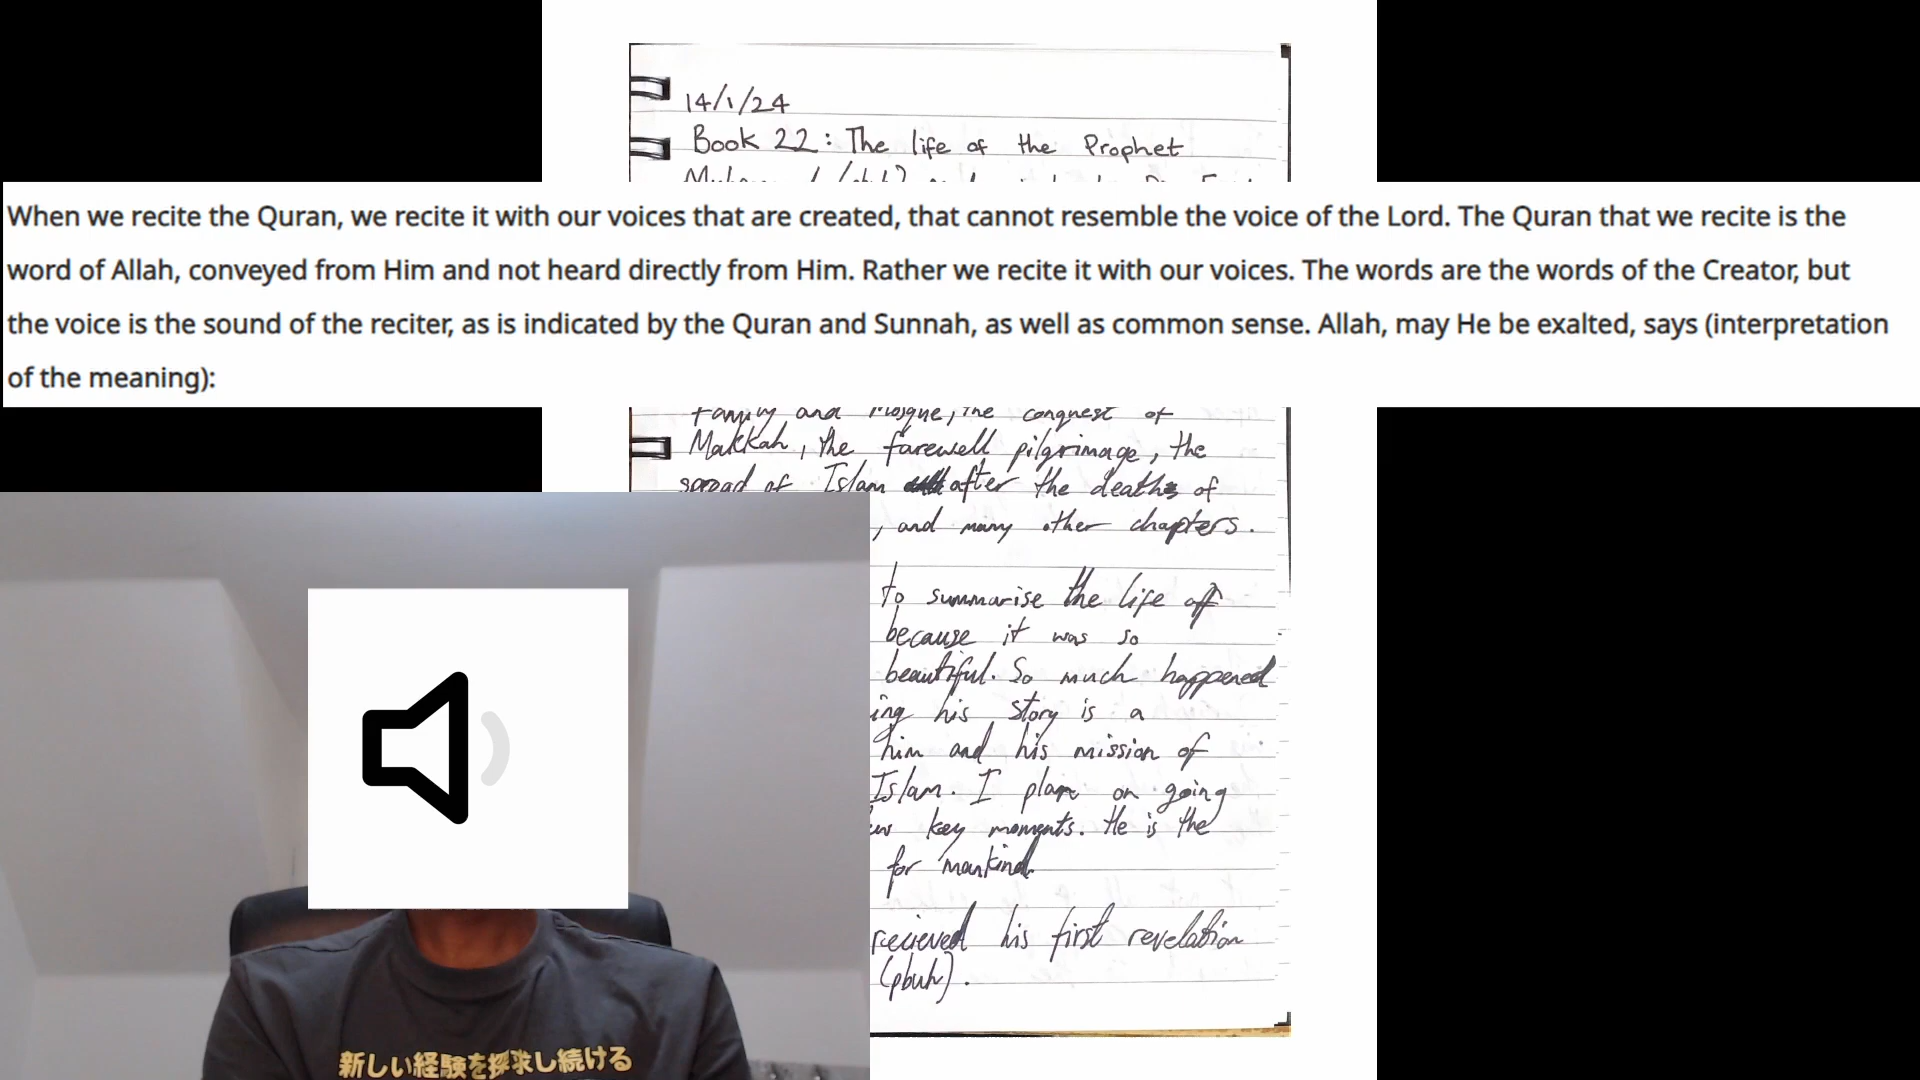 14/1/24
Book 22: The life of the Prophet
When we recite the Quran, we recite it with our voices that are created, that cannot resemble the voice of the Lord. The Quran that we recite is the
word of Allah, conveyed from Him and not heard directly from Him. Rather we recite it with our voices. The words are the words of the Creator, but
the voice is the sound of the reciter, as is indicated by the Quran and Sunnah, as well as common sense. Allah, may He be exalted, says (interpretation
of the meaning):
Family and Mosque, the conquest of
Makkah, the farewell pilgrimage, the
spread of Islam after the deaths of
, and many other chapters.
to summarise the life of
because it was so
beautiful. So much happened
ing his story is a
him and his mission of
Islam. I plan on going
key moments. He is the
for mankind.
recieved his first revelation
(pbuh).
新しい経験を探求し続ける